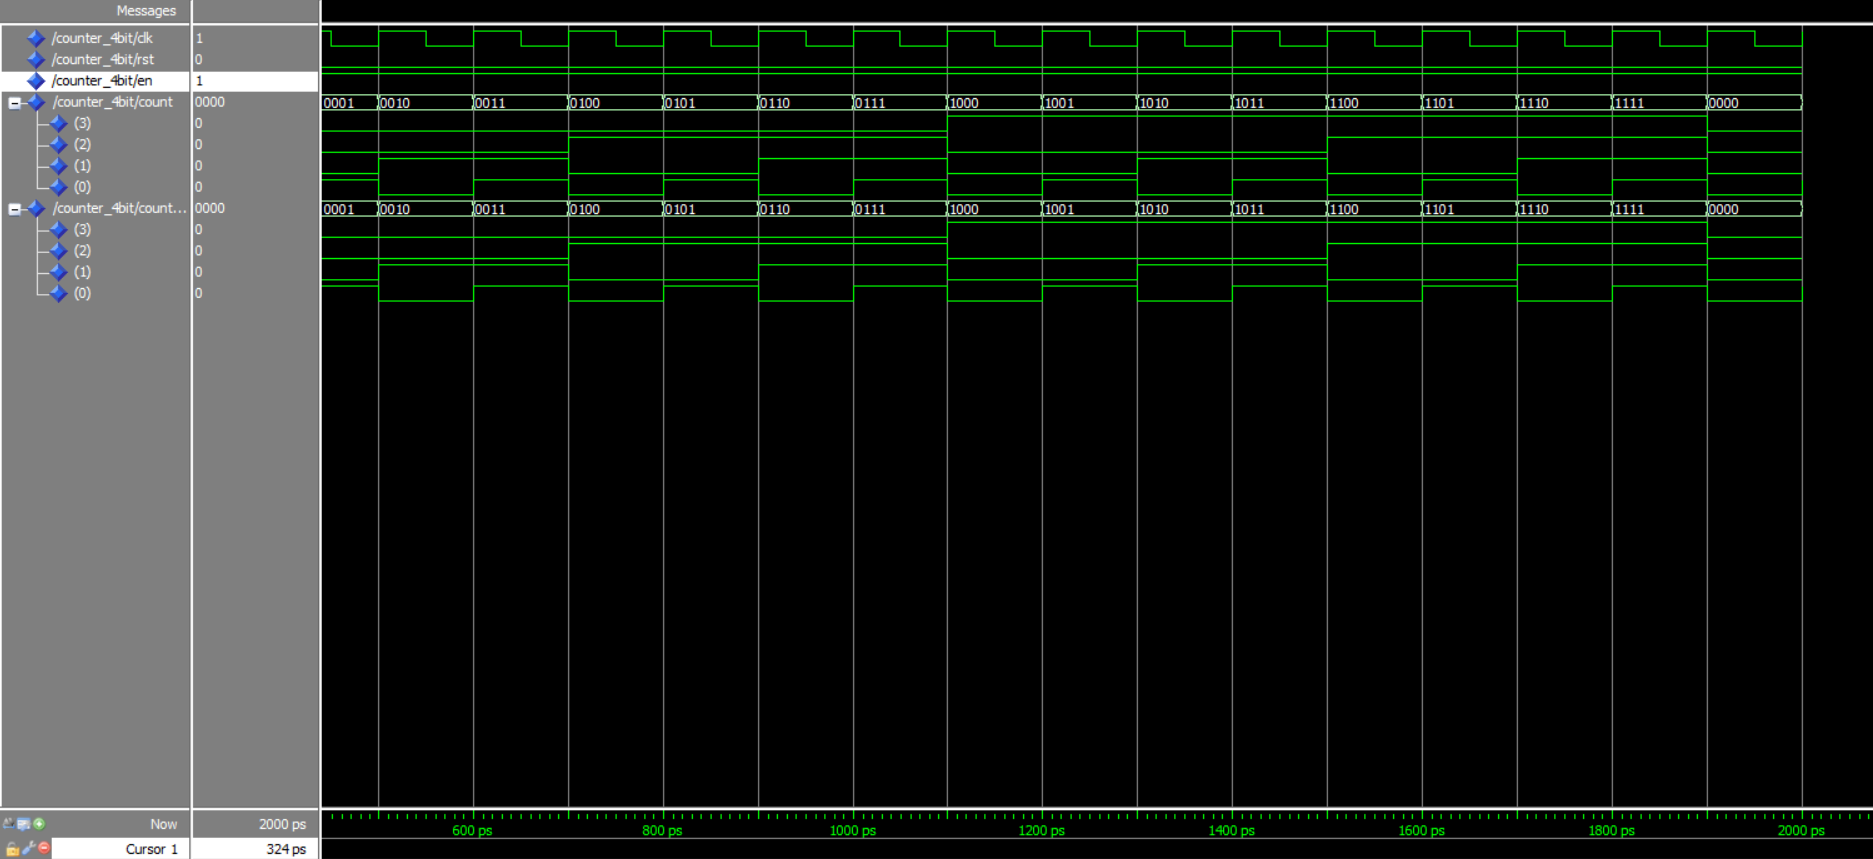 Messages
/counter_4bit/clk 1
/counter_4bit/rst 0
/counter_4bit/en 1
/counter_4bit/count 0000 0001 0010 0011 0100 0101 0110 0111 1000 1001 1010 1011 1100 1101 1110 1111 0000
(3) 0
(2) 0
(1) 0
(0) 0
/counter_4bit/count... 0000 0001 0010 0011 0100 0101 0110 0111 1000 1001 1010 1011 1100 1101 1110 1111 0000
(3) 0
(2) 0
(1) 0
(0) 0
Now 2000 ps 600 ps 800 ps 1000 ps 1200 ps 1400 ps 1600 ps 1800 ps 2000 ps
Cursor 1 324 ps